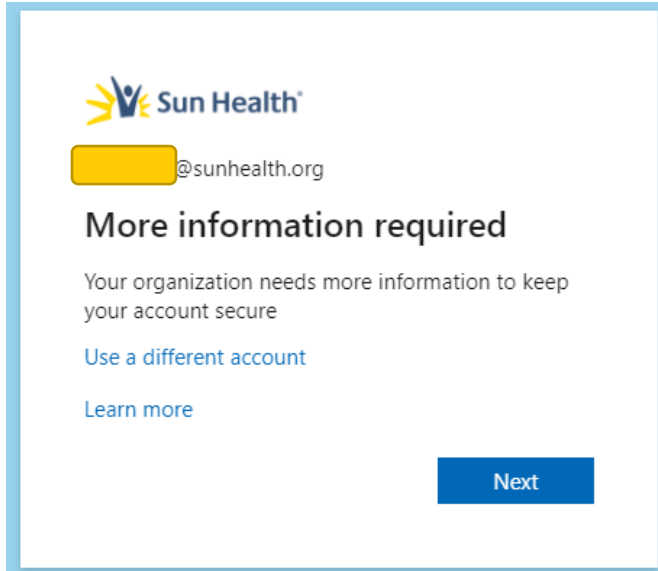 Sun Health®
@sunhealth.org
More information required
Your organization needs more information to keep
your account secure
Use a different account
Learn more
Next